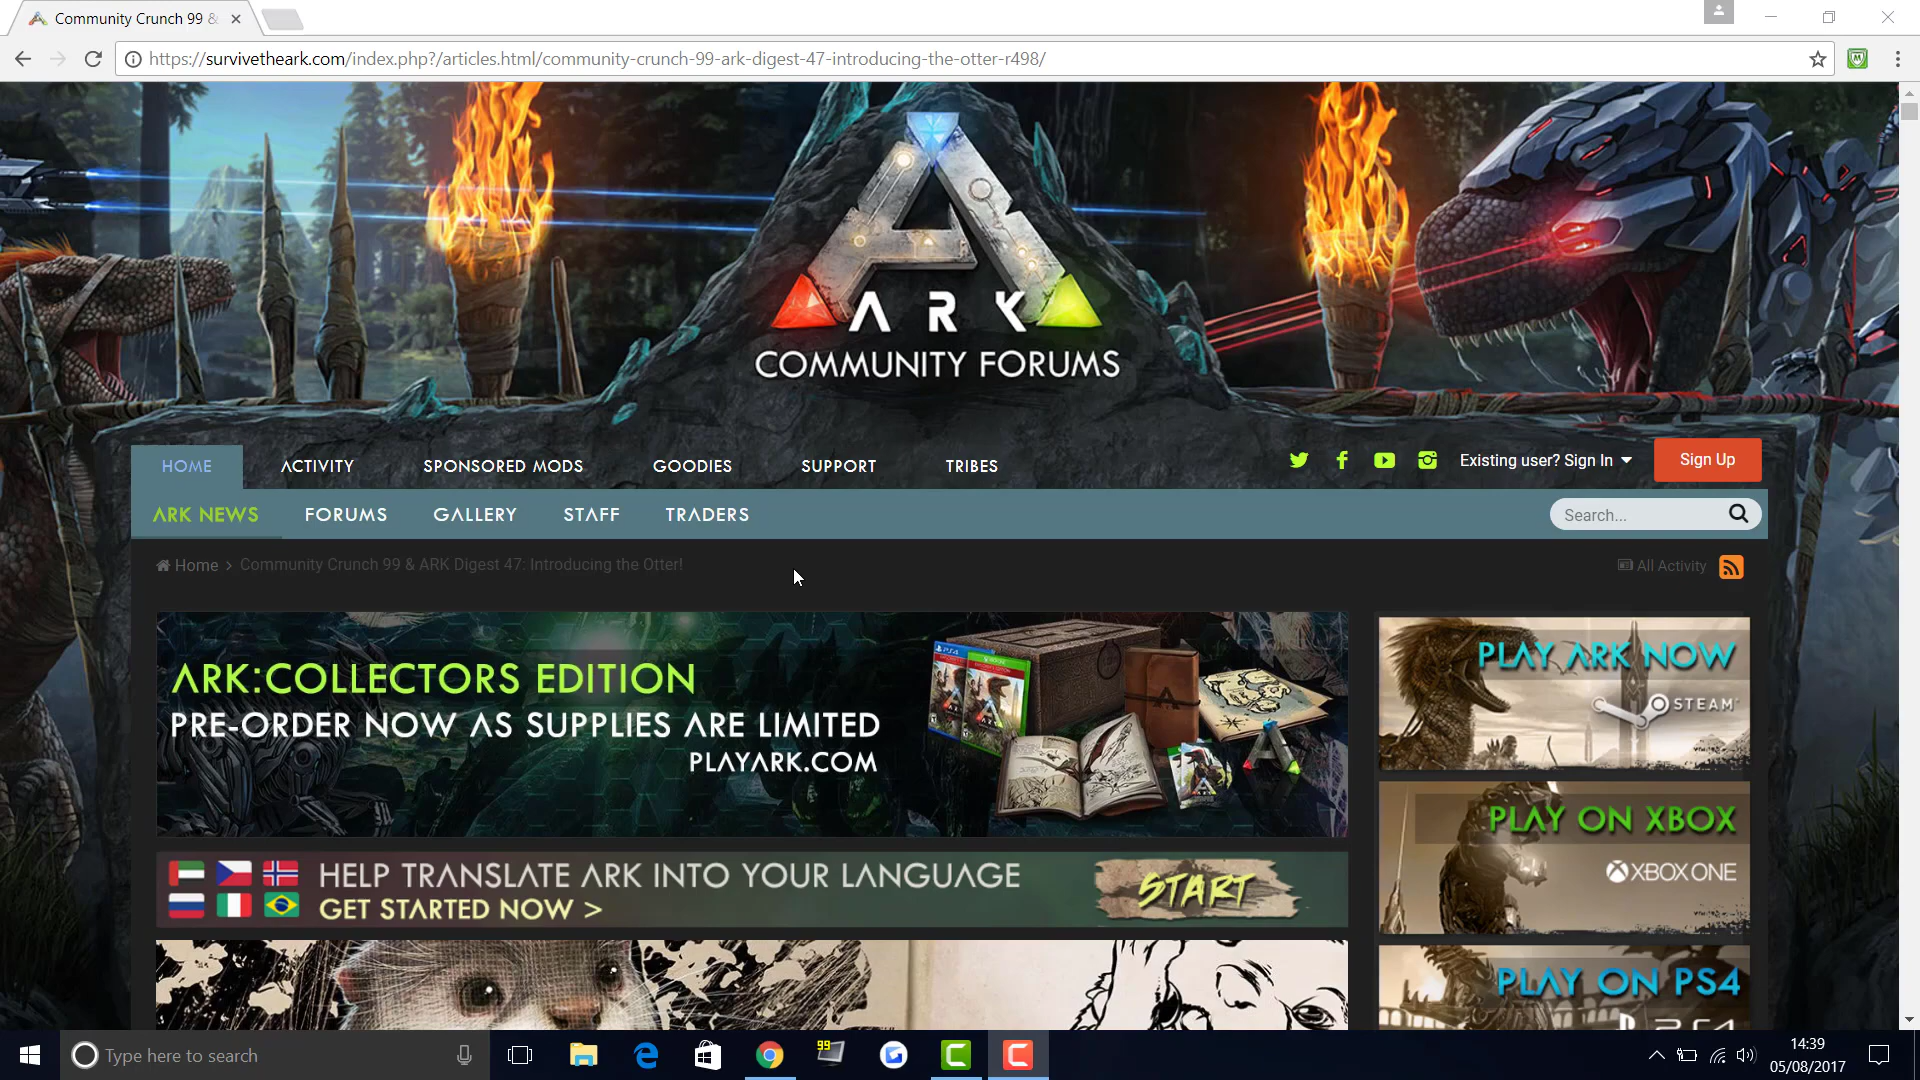 Community Crunch 99 &
https://survivetheark.com/index.php?/articles.html/community-crunch-99-ark-digest-47-introducing-the-otter-r498/
ARK
COMMUNITY FORUMS
HOME
ACTIVITY
SPONSORED MODS
GOODIES
SUPPORT
TRIBES
Existing user? Sign In
Sign Up
ARK NEWS
FORUMS
GALLERY
STAFF
TRADERS
Search...
Home
Community Crunch 99 & ARK Digest 47: Introducing the Otter!
All Activity
ARK:COLLECTORS EDITION
PRE-ORDER NOW AS SUPPLIES ARE LIMITED
PLAYARK.COM
PS4
PLAY ARK NOW
STEAM
PLAY ON XBOX
XBOX ONE
HELP TRANSLATE ARK INTO YOUR LANGUAGE
GET STARTED NOW >
START
PLAY ON PS4
PS4
Type here to search
99
14:39
05/08/2017